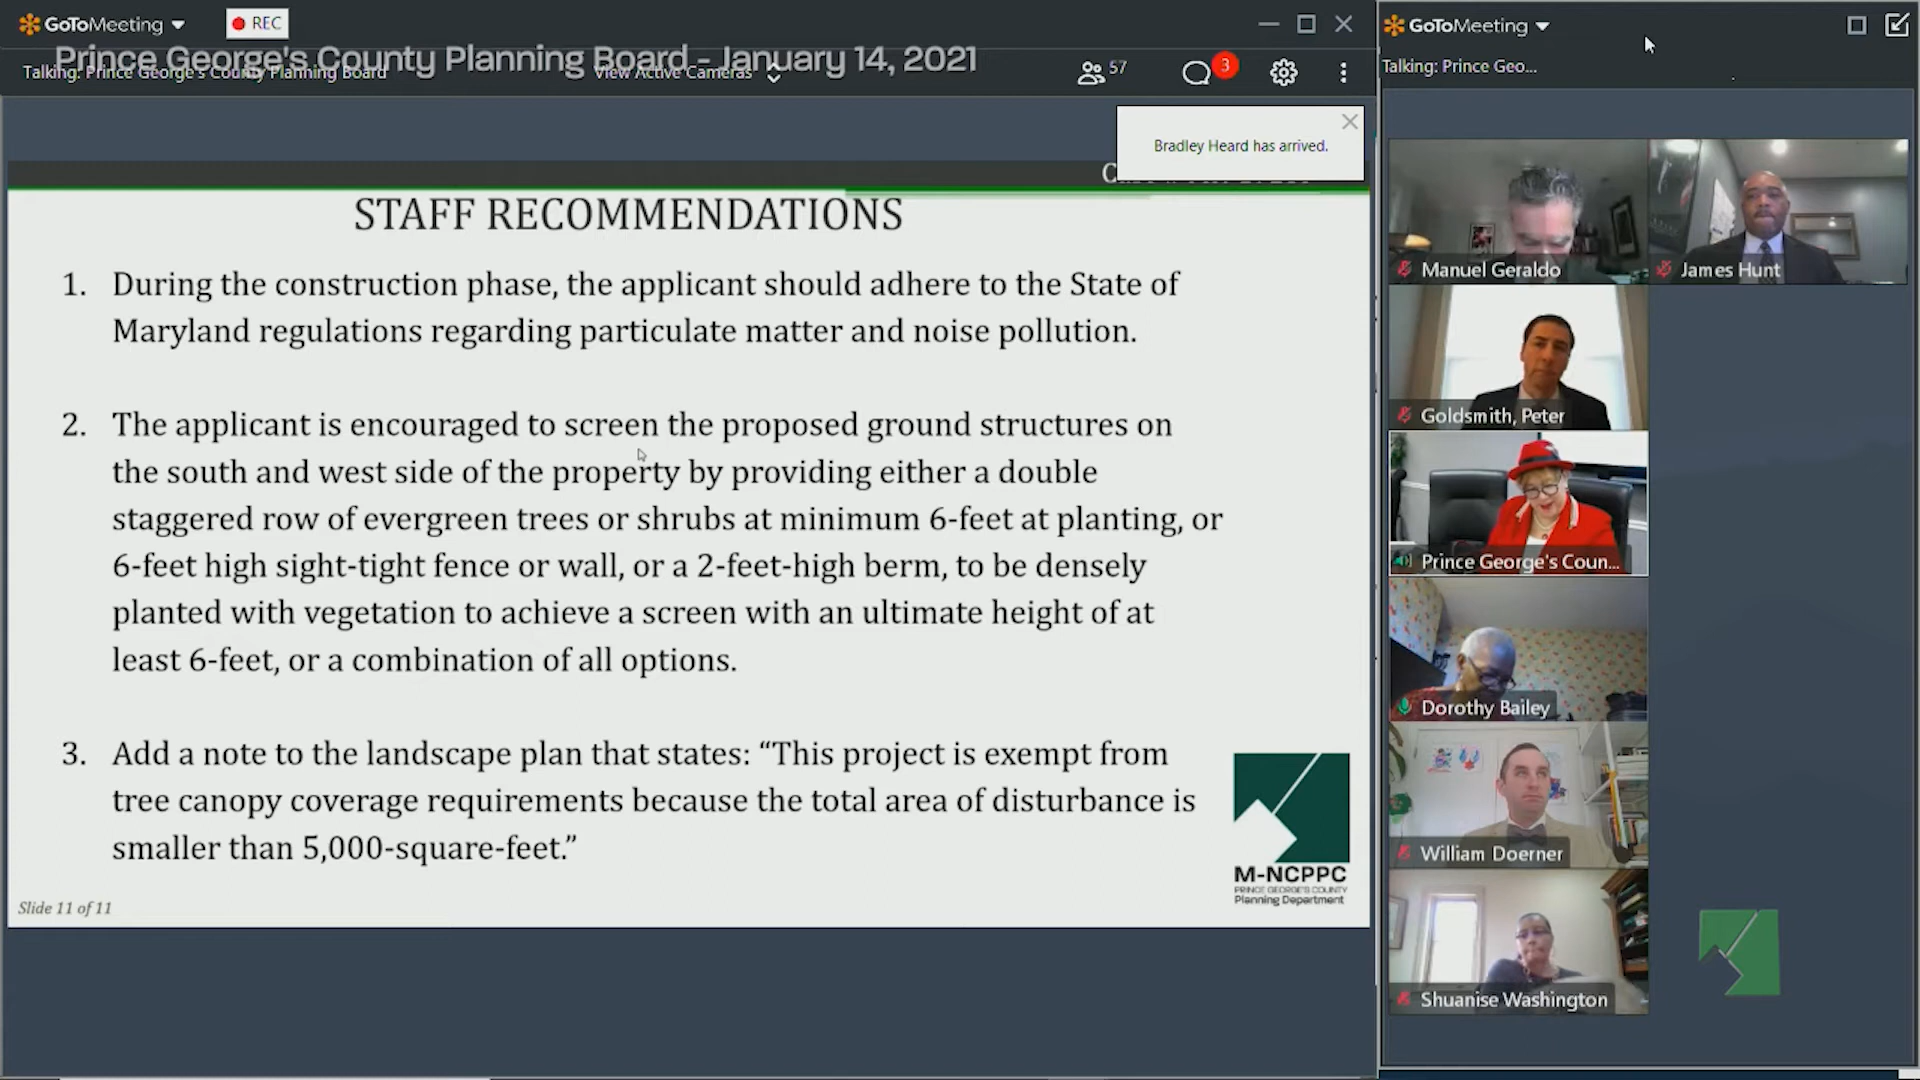 GoToMeeting
REC
Prince George's County Planning Board - January 14, 2021
Talking: Prince George's County Planning Board
View Active Cameras
57
3
Bradley Heard has arrived.
STAFF RECOMMENDATIONS
1. During the construction phase, the applicant should adhere to the State of
Maryland regulations regarding particulate matter and noise pollution.
2. The applicant is encouraged to screen the proposed ground structures on
the south and west side of the property by providing either a double
staggered row of evergreen trees or shrubs at minimum 6-feet at planting, or
6-feet high sight-tight fence or wall, or a 2-feet-high berm, to be densely
planted with vegetation to achieve a screen with an ultimate height of at
least 6-feet, or a combination of all options.
3. Add a note to the landscape plan that states: “This project is exempt from
tree canopy coverage requirements because the total area of disturbance is
smaller than 5,000-square-feet.”
M-NCPPC
PRINCE GEORGE'S COUNTY
Planning Department
Slide 11 of 11
GoToMeeting
Talking: Prince Geo...
Manuel Geraldo
James Hunt
Goldsmith, Peter
Prince George's Coun...
Dorothy Bailey
William Doerner
Shuanise Washington